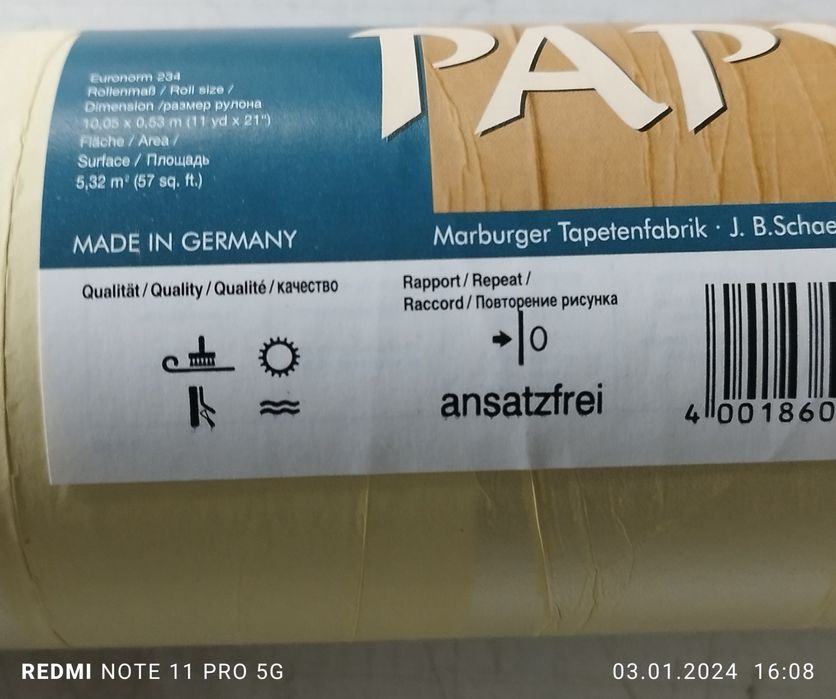 Euronorm 234
Rollenmaß / Roll size /
Dimension /размер рулона
10,05 x 0,53 m (11 yd x 21")
Fläche / Area /
Surface / Площадь
5,32 m² (57 sq. ft.)
MADE IN GERMANY
PAP
Marburger Tapetenfabrik · J. B.Schae
Qualität / Quality / Qualité / качество
Rapport / Repeat /
Raccord / Повторение рисунка
0
ansatzfrei
4 001860
REDMI NOTE 11 PRO 5G
03.01.2024 16:08